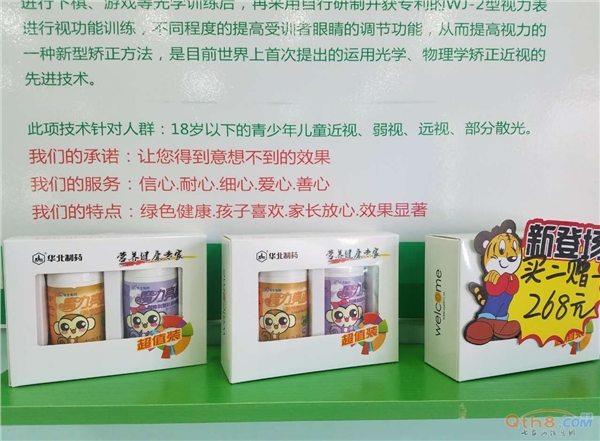 进行下棋、游戏等光学训练后，再采用自行研制并获专利的WJ-2型视力表
进行视功能训练，不同程度的提高受训者眼睛的调节功能，从而提高视力的
一种新型矫正方法，是目前世界上首次提出的运用光学、物理学矫正近视的
先进技术。
此项技术针对人群：18岁以下的青少年儿童近视、弱视、远视、部分散光。
我们的承诺：让您得到意想不到的效果
我们的服务：信心.耐心.细心.爱心.善心
我们的特点：绿色健康.孩子喜欢.家长放心.效果显著
华北制药
营养健康专家
超值装
华北制药
营养健康专家
超值装
welcome
新登场
买二赠一
268元
超值装
Qth8.com